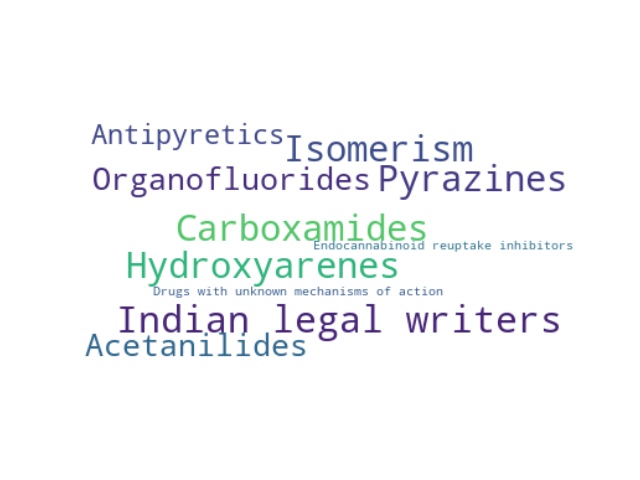 Antipyretics
Isomerism
Organofluorides
Pyrazines
Carboxamides
Endocannabinoid reuptake inhibitors
Hydroxyarenes
Drugs with unknown mechanisms of action
Indian legal writers
Acetanilides